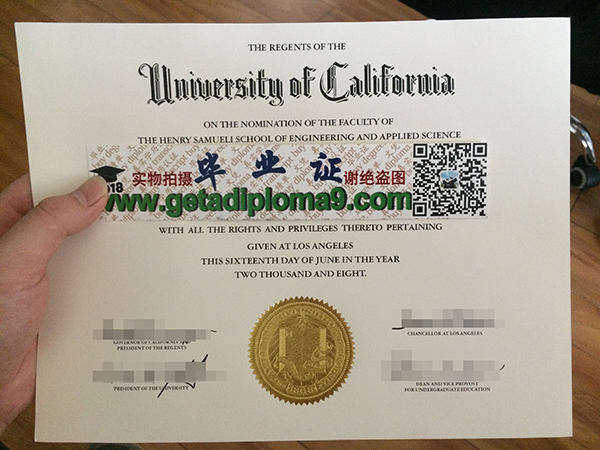 THE REGENTS OF THE
University of California
ON THE NOMINATION OF THE FACULTY OF
THE HENRY SAMUELI SCHOOL OF ENGINEERING AND APPLIED SCIENCE
实物拍摄 毕业证 谢绝盗图
www.getadiploma9.com
WITH ALL THE RIGHTS AND PRIVILEGES THERETO PERTAINING
GIVEN AT LOS ANGELES
THIS SIXTEENTH DAY OF JUNE IN THE YEAR
TWO THOUSAND AND EIGHT.
GOVERNOR OF CALIFORNIA
PRESIDENT OF THE REGENTS
CHANCELLOR AT LOS ANGELES
PRESIDENT OF THE UNIVERSITY
DEAN AND VICE PROVOST
FOR UNDERGRADUATE EDUCATION